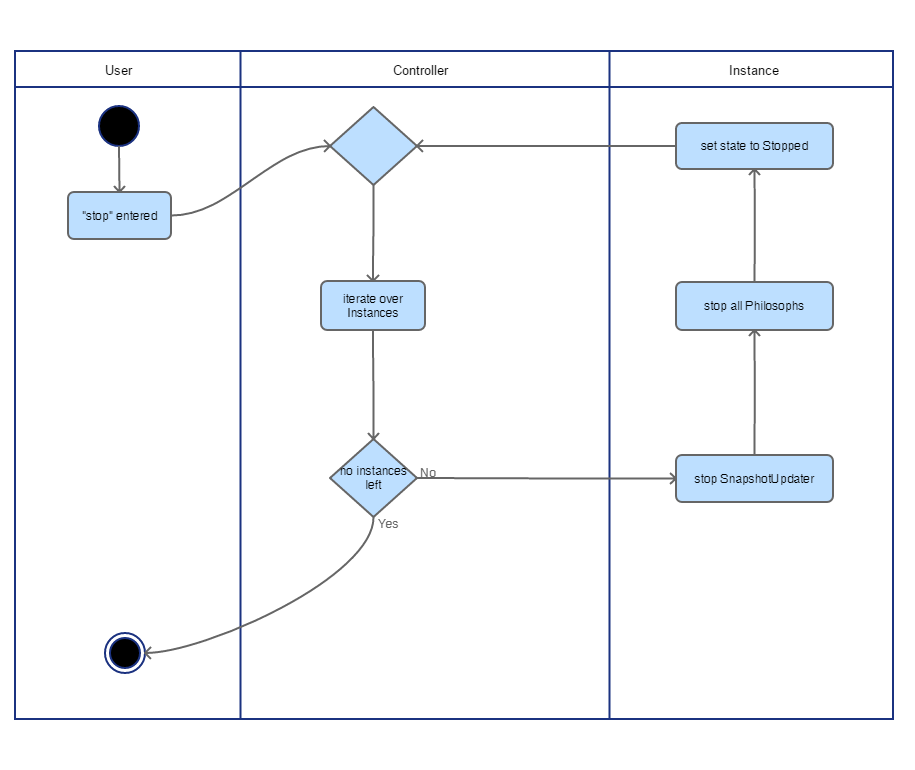 User
Controller
Instance
"stop" entered
set state to Stopped
iterate over
Instances
stop all Philosophs
no instances
left
No
stop SnapshotUpdater
Yes